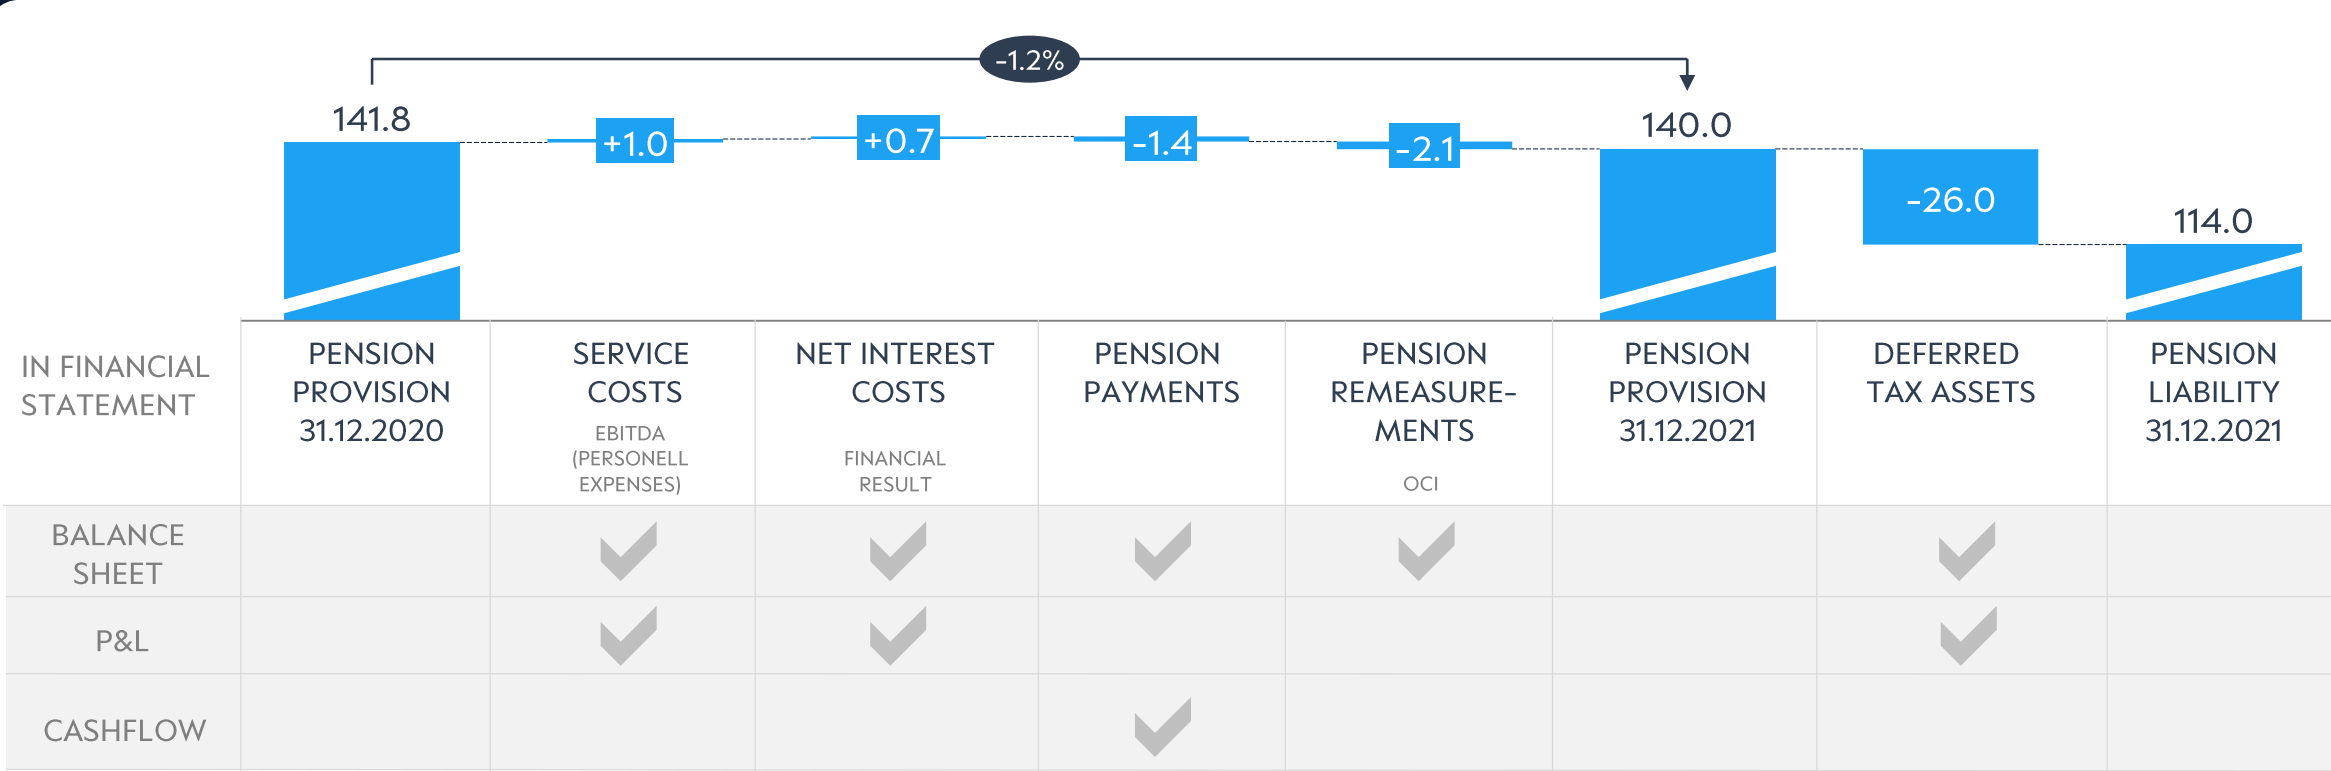 -1.2%
141.8
+1.0
+0.7
-1.4
-2.1
140.0
-26.0
114.0
IN FINANCIAL
STATEMENT
PENSION
PROVISION
31.12.2020
SERVICE
COSTS
EBITDA
(PERSONELL
EXPENSES)
NET INTEREST
COSTS
FINANCIAL
RESULT
PENSION
PAYMENTS
PENSION
REMEASURE-
MENTS
OCI
PENSION
PROVISION
31.12.2021
DEFERRED
TAX ASSETS
PENSION
LIABILITY
31.12.2021
BALANCE
SHEET
P&L
CASHFLOW